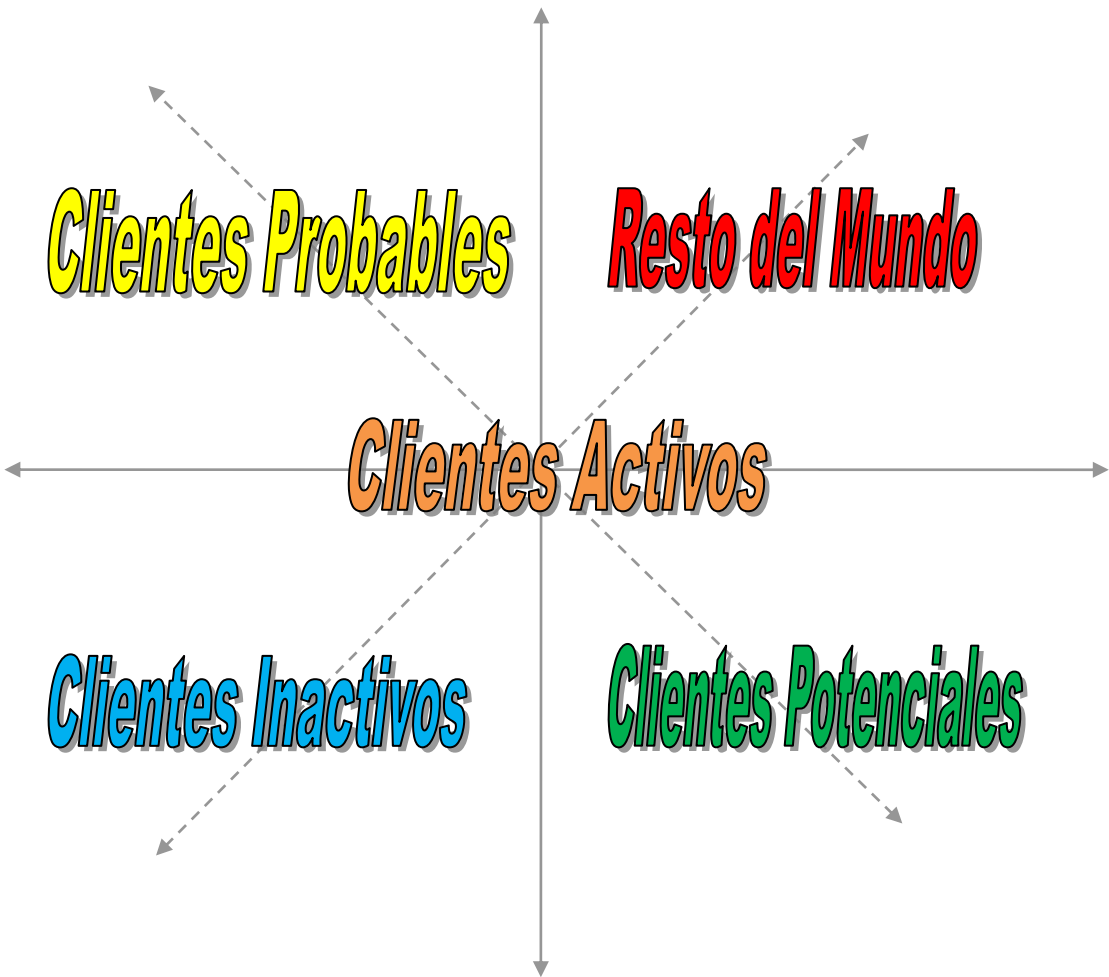 Clientes Probables
Resto del Mundo
Clientes Activos
Clientes Inactivos
Clientes Potenciales